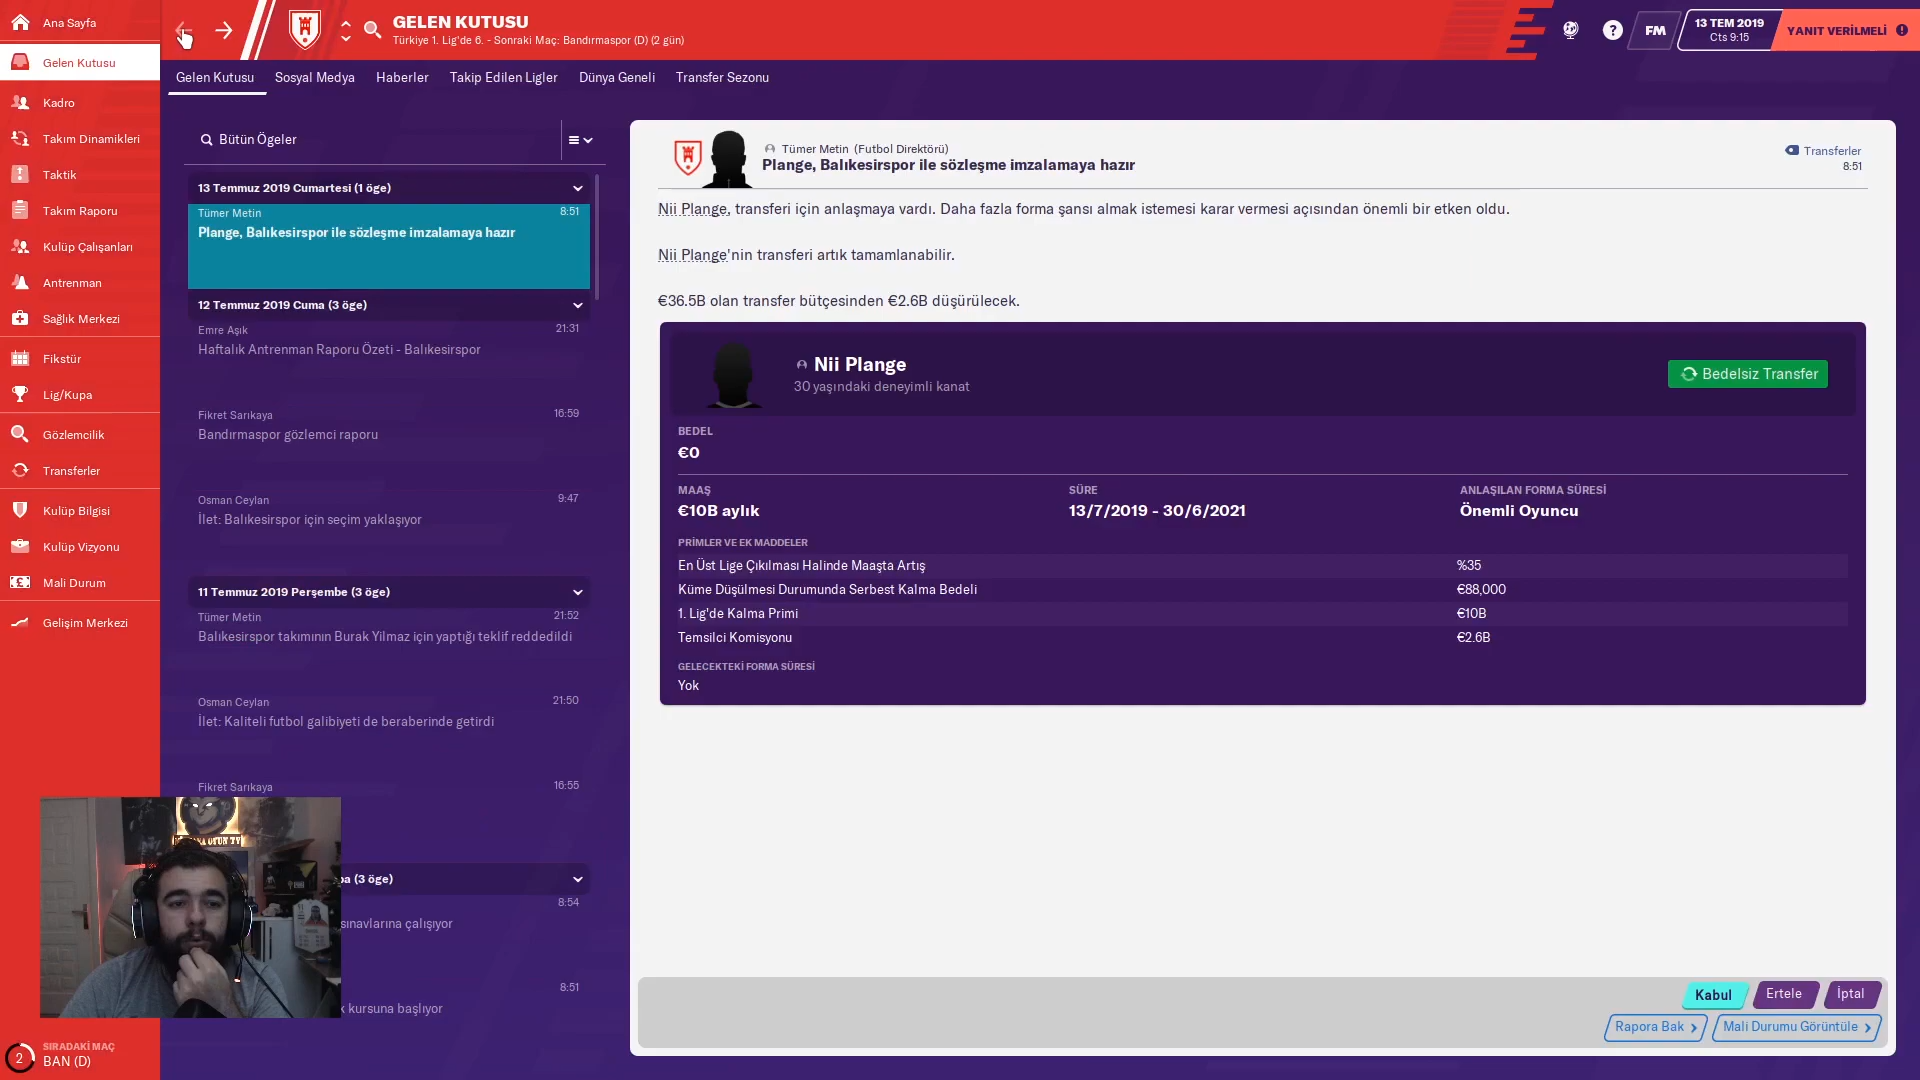 Ana Sayfa
Gelen Kutusu
Kadro
Takım Dinamikleri
Taktik
Takım Raporu
Kulüp Çalışanları
Antrenman
Sağlık Merkezi
Fikstür
Lig/Kupa
Gözlemcilik
Transferler
Kulüp Bilgisi
Kulüp Vizyonu
Mali Durum
Gelişim Merkezi
SIRADAKİ MAÇ
2
BAN (D)
GELEN KUTUSU
Türkiye 1. Lig'de 6. - Sonraki Maç: Bandırmaspor (D) (2 gün)
?
FM
13 TEM 2019
Cts 9:15
YANIT VERİLMELİ
Gelen Kutusu Sosyal Medya Haberler Takip Edilen Ligler Dünya Geneli Transfer Sezonu
Bütün Ögeler
13 Temmuz 2019 Cumartesi (1 öge)
Tümer Metin 8:51
Plange, Balıkesirspor ile sözleşme imzalamaya hazır
12 Temmuz 2019 Cuma (3 öge)
Emre Aşık 21:31
Haftalık Antrenman Raporu Özeti - Balıkesirspor
Fikret Sarıkaya 16:59
Bandırmaspor gözlemci raporu
Osman Ceylan 9:47
İlet: Balıkesirspor için seçim yaklaşıyor
11 Temmuz 2019 Perşembe (3 öge)
Tümer Metin 21:52
Balıkesirspor takımının Burak Yilmaz için yaptığı teklif reddedildi
Osman Ceylan 21:50
İlet: Kaliteli futbol galibiyeti de beraberinde getirdi
Fikret Sarıkaya 16:55
(3 öge)
8:54
sınavlarına çalışıyor
8:51
kursuna başlıyor
Tümer Metin (Futbol Direktörü)
Plange, Balıkesirspor ile sözleşme imzalamaya hazır
Transferler
8:51
Nii Plange, transferi için anlaşmaya vardı. Daha fazla forma şansı almak istemesi karar vermesi açısından önemli bir etken oldu.
Nii Plange'nin transferi artık tamamlanabilir.
€36.5B olan transfer bütçesinden €2.6B düşürülecek.
Nii Plange
30 yaşındaki deneyimli kanat
Bedelsiz Transfer
BEDEL
€0
MAAŞ SÜRE ANLAŞILAN FORMA SÜRESİ
€10B aylık 13/7/2019 - 30/6/2021 Önemli Oyuncu
PRİMLER VE EK MADDELER
En Üst Lige Çıkılması Halinde Maaşta Artış %35
Küme Düşülmesi Durumunda Serbest Kalma Bedeli €88,000
1. Lig'de Kalma Primi €10B
Temsilci Komisyonu €2.6B
GELECEKTEKİ FORMA SÜRESİ
Yok
Kabul Ertele İptal
Rapora Bak Mali Durumu Görüntüle